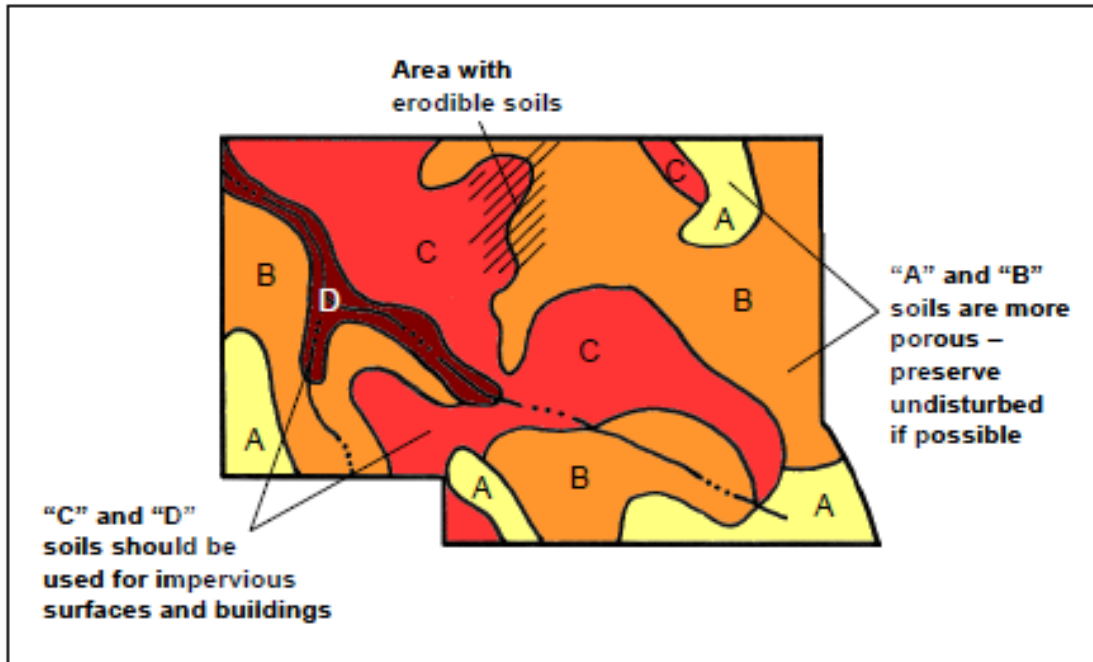 Area with
erodible soils
C
A
C
B
D
B
C
A
A
B
A
"A" and "B"
soils are more
porous –
preserve
undisturbed
if possible
"C" and "D"
soils should be
used for impervious
surfaces and buildings